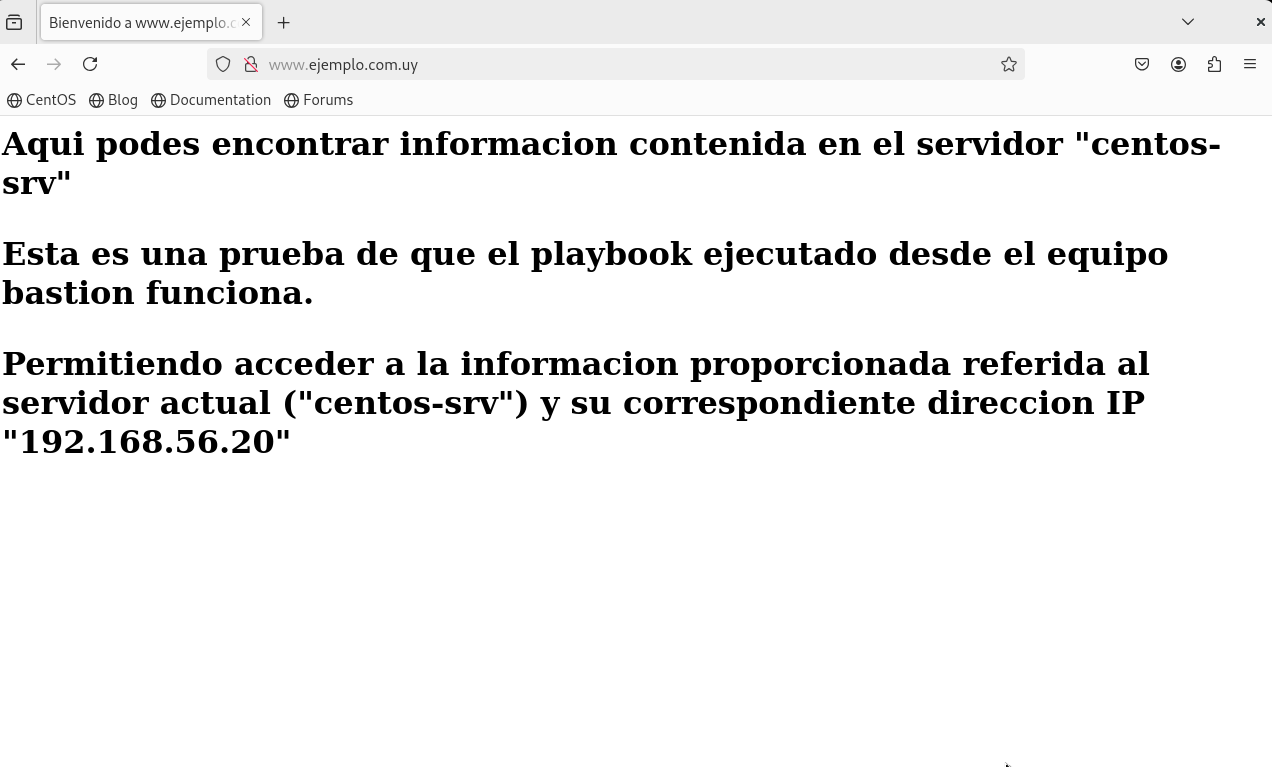 Bienvenido a www.ejemplo.c
www.ejemplo.com.uy
CentOS Blog Documentation Forums
Aqui podes encontrar informacion contenida en el servidor "centos-
srv"
Esta es una prueba de que el playbook ejecutado desde el equipo
bastion funciona.
Permitiendo acceder a la informacion proporcionada referida al
servidor actual ("centos-srv") y su correspondiente direccion IP
"192.168.56.20"